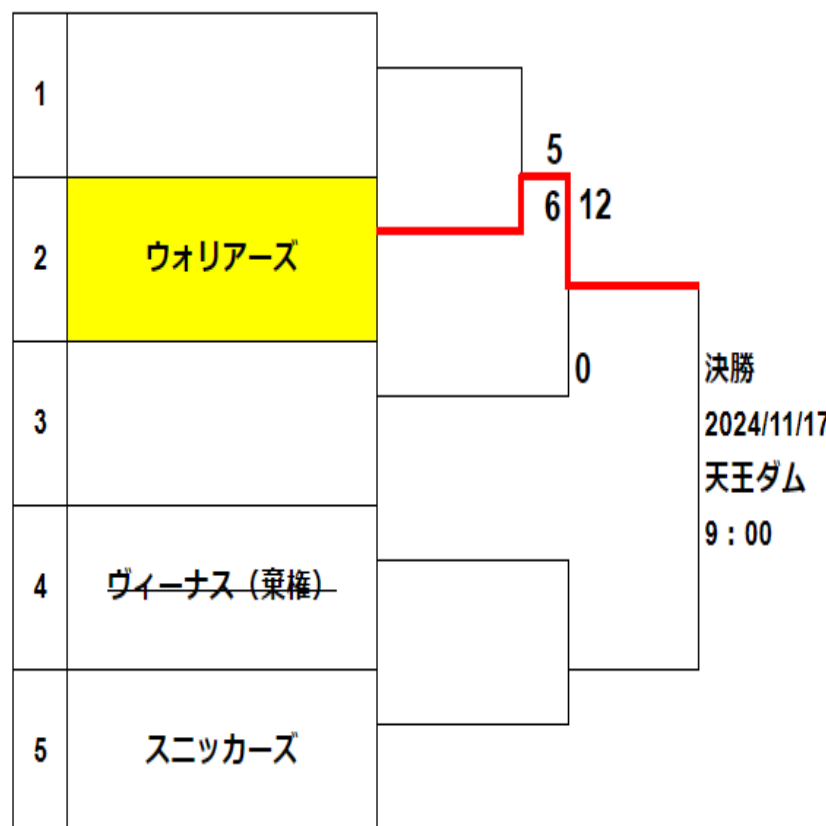 1
5
2 ウォリアーズ
6 12
0
決勝
3
2024/11/17
天王ダム
9：00
4 ヴィーナス（棄権）
5 スニッカーズ